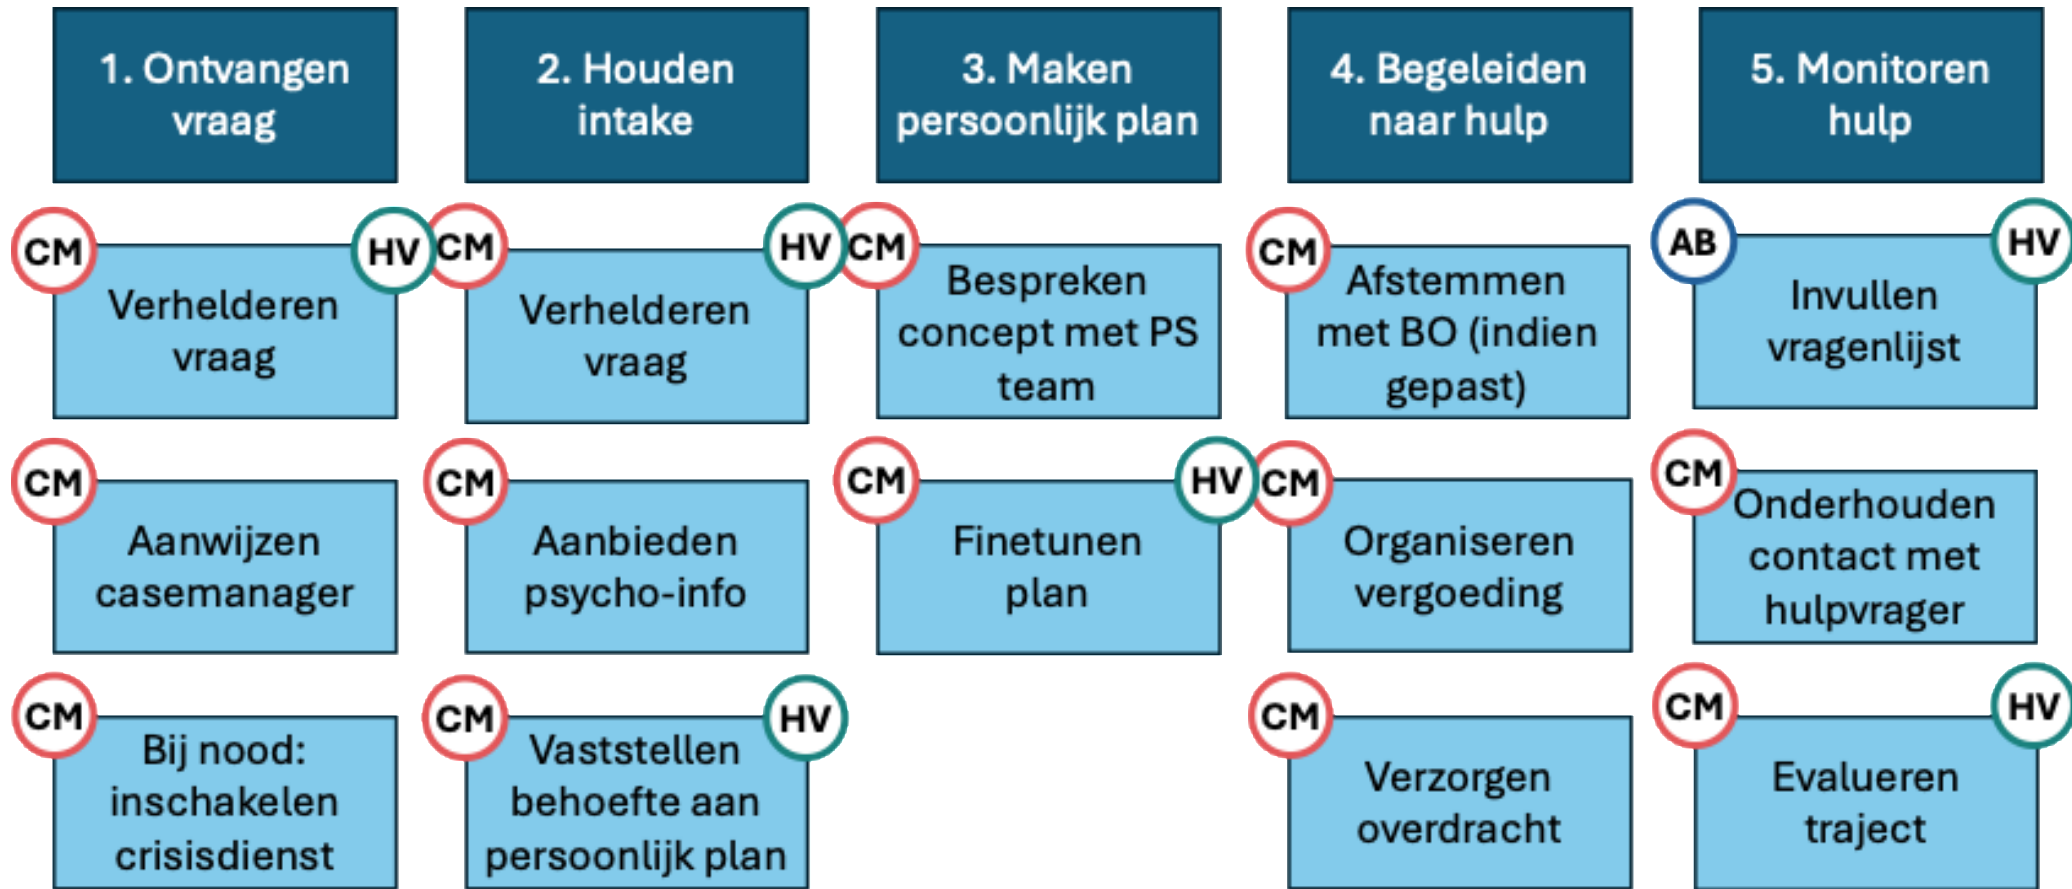 1. Ontvangen
vraag
2. Houden
intake
3. Maken
persoonlijk plan
4. Begeleiden
naar hulp
5. Monitoren
hulp
CM
HV
Verhelderen
vraag
CM
HV
Verhelderen
vraag
CM
Bespreken
concept met PS
team
CM
Afstemmen
met BO (indien
gepast)
AB
HV
Invullen
vragenlijst
CM
Aanwijzen
casemanager
CM
Aanbieden
psycho-info
CM
HV
Finetunen
plan
CM
Organiseren
vergoeding
CM
Onderhouden
contact met
hulpvrager
CM
Bij nood:
inschakelen
crisisdienst
CM
HV
Vaststellen
behoefte aan
persoonlijk plan
CM
Verzorgen
overdracht
CM
HV
Evalueren
traject